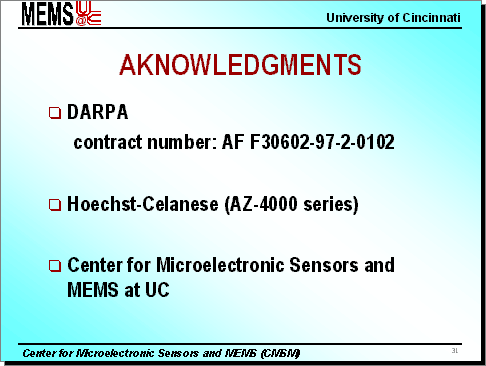 MEMS UC@
University of Cincinnati
AKNOWLEDGMENTS
❑ DARPA
contract number: AF F30602-97-2-0102
❑ Hoechst-Celanese (AZ-4000 series)
❑ Center for Microelectronic Sensors and
MEMS at UC
Center for Microelectronic Sensors and MEMS (CMSM)
31